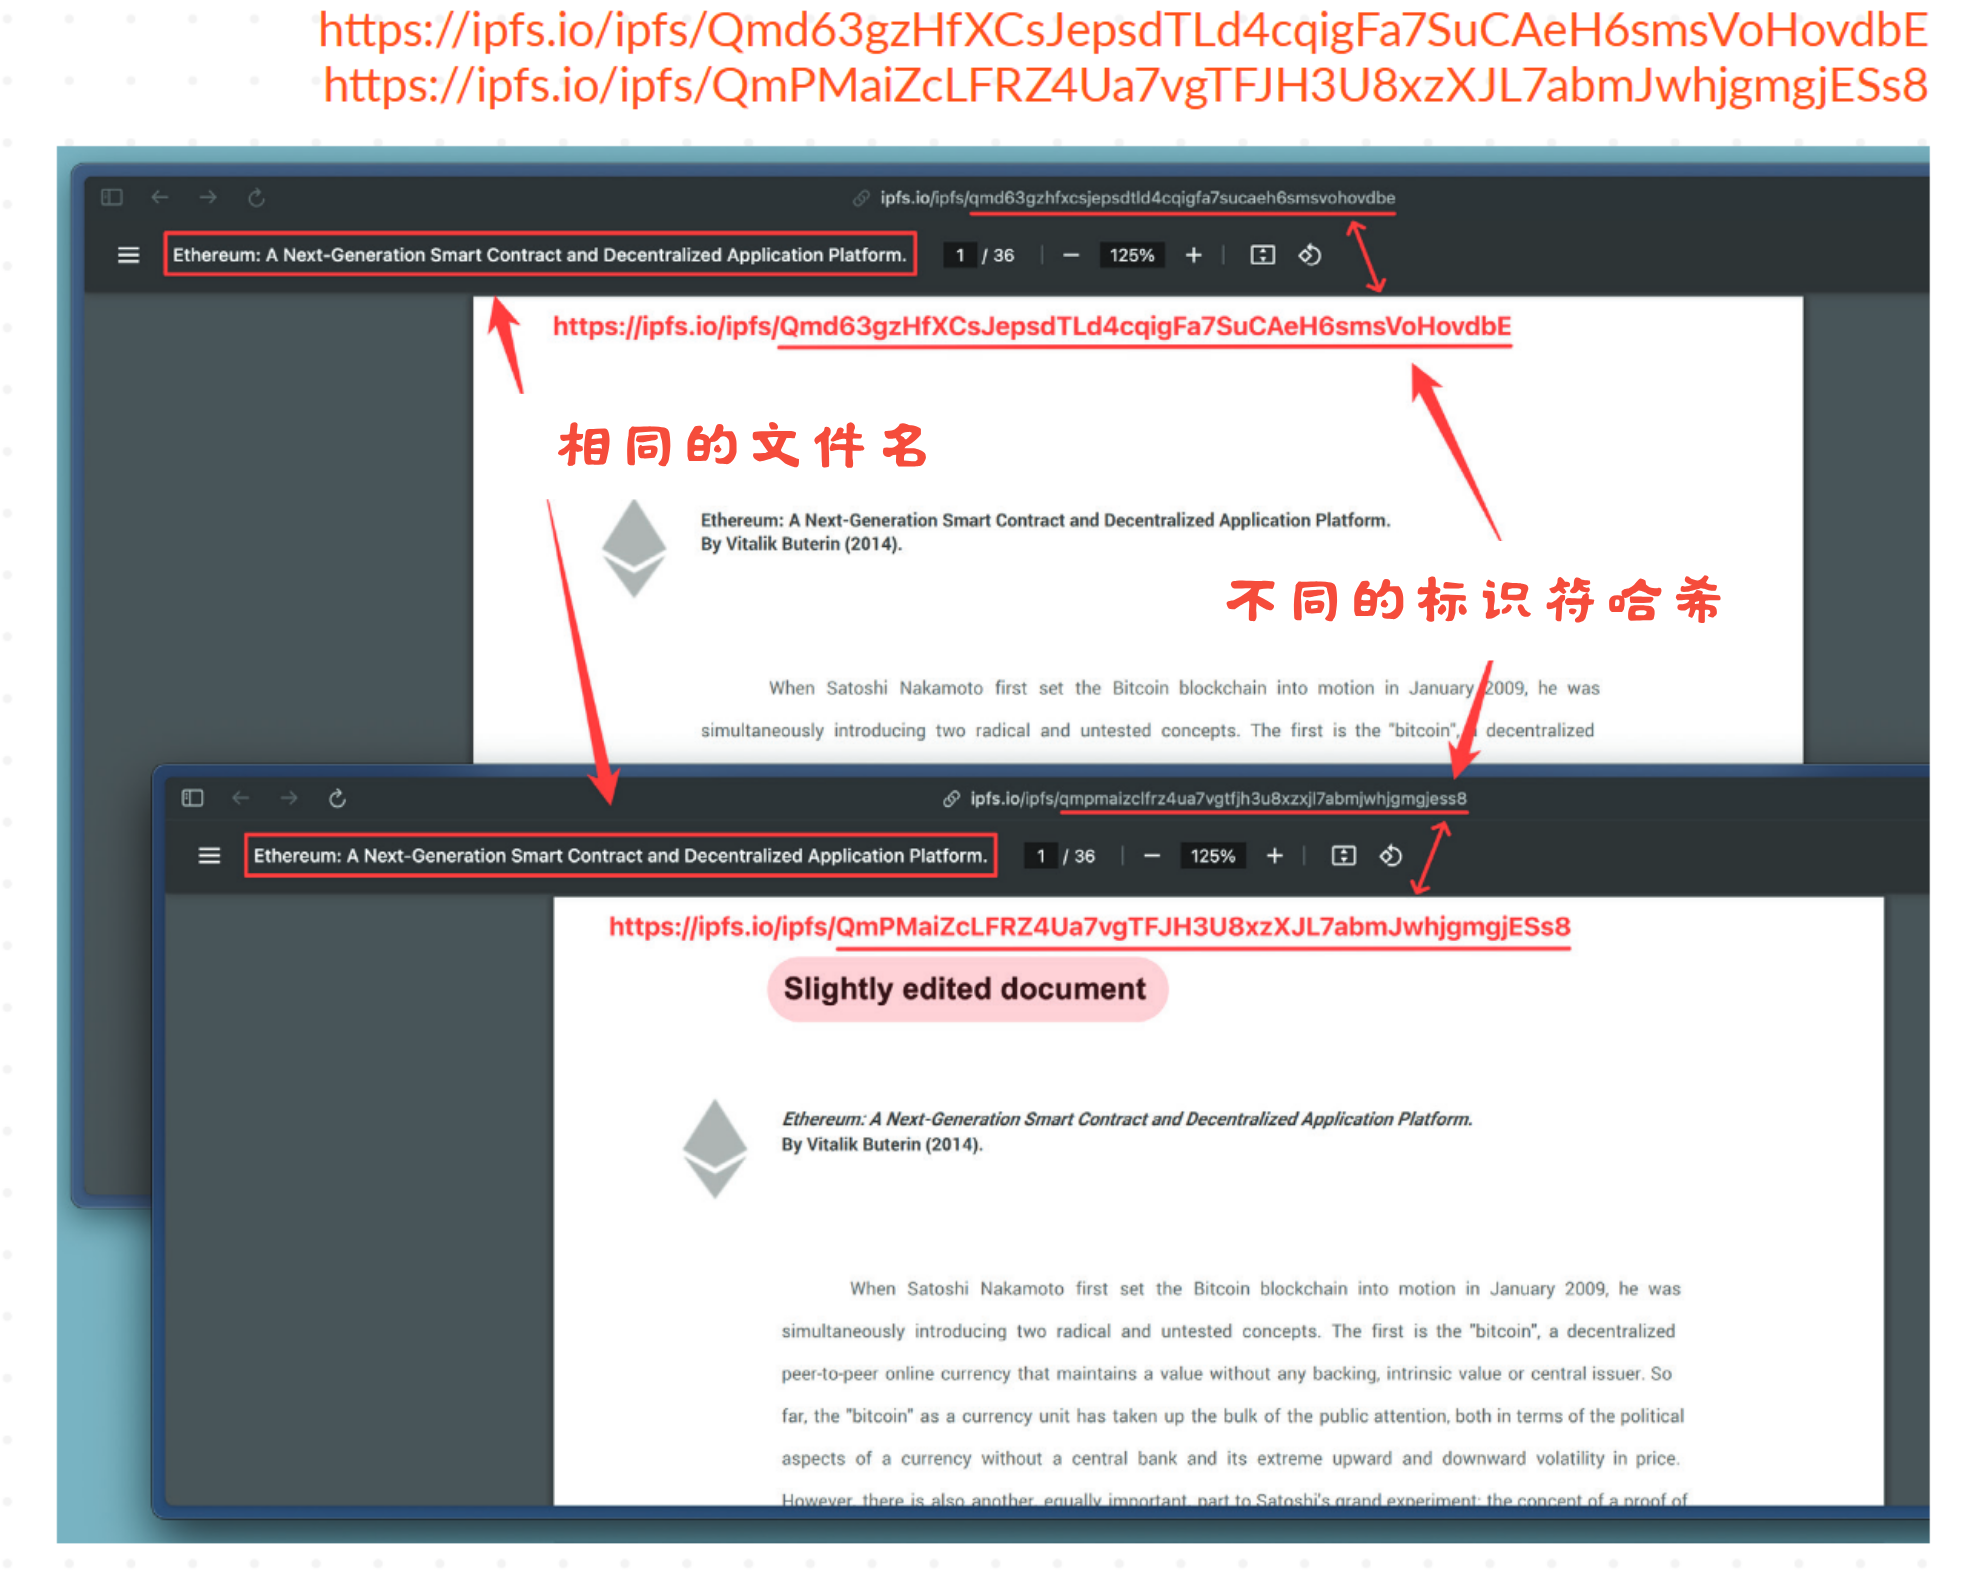 https://ipfs.io/ipfs/Qmd63gzHfXCsJepsdTLd4cqigFa7SuCAeH6smsVoHovdbE
https://ipfs.io/ipfs/QmPMaiZcLFRZ4Ua7vgTFJH3U8xzXJL7abmJwhjgmgjESs8
ipfs.io/ipfs/qmd63gzhfxcsjepsdtld4cqigfa7sucaeh6smsvohovdbe
Ethereum: A Next-Generation Smart Contract and Decentralized Application Platform. 1 / 36 125%
https://ipfs.io/ipfs/Qmd63gzHfXCsJepsdTLd4cqigFa7SuCAeH6smsVoHovdbE
相同的文件名
Ethereum: A Next-Generation Smart Contract and Decentralized Application Platform.
By Vitalik Buterin (2014).
不同的标识符哈希
When Satoshi Nakamoto first set the Bitcoin blockchain into motion in January 2009, he was
simultaneously introducing two radical and untested concepts. The first is the "bitcoin", a decentralized
ipfs.io/ipfs/qmpmaizclfrz4ua7vgtfjh3u8xzxjl7abmjwhjgmgjess8
Ethereum: A Next-Generation Smart Contract and Decentralized Application Platform. 1 / 36 125%
https://ipfs.io/ipfs/QmPMaiZcLFRZ4Ua7vgTFJH3U8xzXJL7abmJwhjgmgjESs8
Slightly edited document
Ethereum: A Next-Generation Smart Contract and Decentralized Application Platform.
By Vitalik Buterin (2014).
When Satoshi Nakamoto first set the Bitcoin blockchain into motion in January 2009, he was
simultaneously introducing two radical and untested concepts. The first is the "bitcoin", a decentralized
peer-to-peer online currency that maintains a value without any backing, intrinsic value or central issuer. So
far, the "bitcoin" as a currency unit has taken up the bulk of the public attention, both in terms of the political
aspects of a currency without a central bank and its extreme upward and downward volatility in price.
However, there is also another, equally important, part to Satoshi's grand experiment: the concept of a proof of